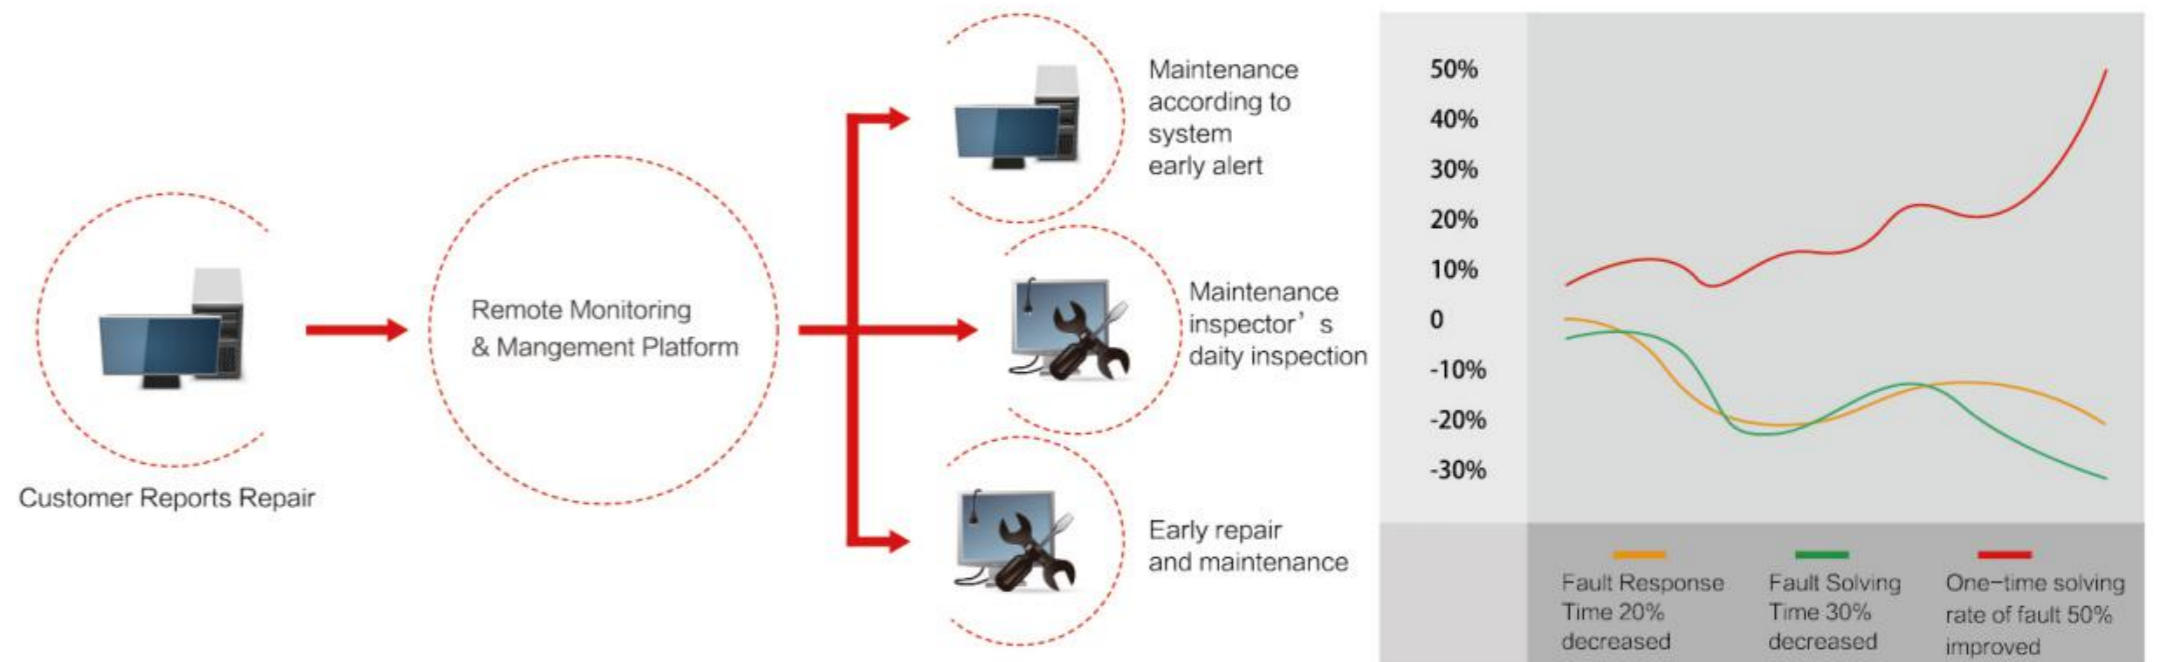 Customer Reports Repair
Remote Monitoring
& Mangement Platform
Maintenance
according to
system
early alert
Maintenance
inspector’s
daity inspection
Early repair
and maintenance
50%
40%
30%
20%
10%
0
-10%
-20%
-30%
Fault Response
Time 20%
decreased
Fault Solving
Time 30%
decreased
One-time solving
rate of fault 50%
improved